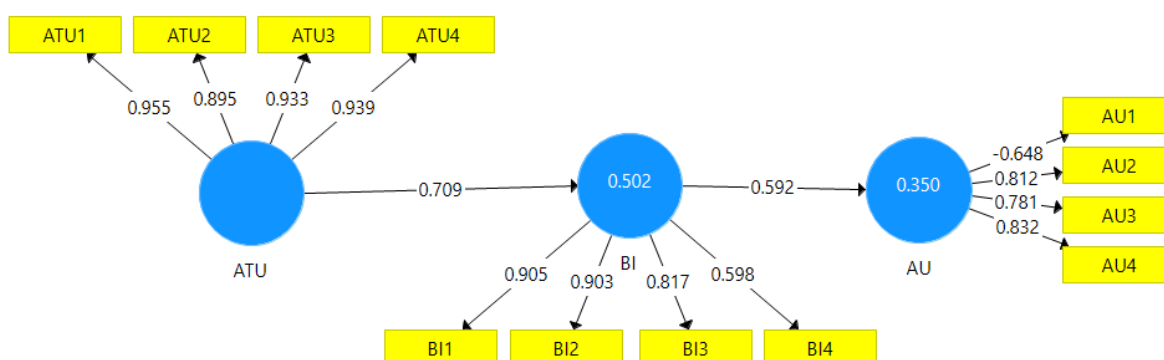 ATU1 ATU2 ATU3 ATU4
0.955 0.895 0.933 0.939
AU1
-0.648
AU2
0.812
0.502 0.350
0.709 0.592
0.781
AU3
0.832
ATU BI AU
AU4
0.905 0.903 0.817 0.598
BI1 BI2 BI3 BI4